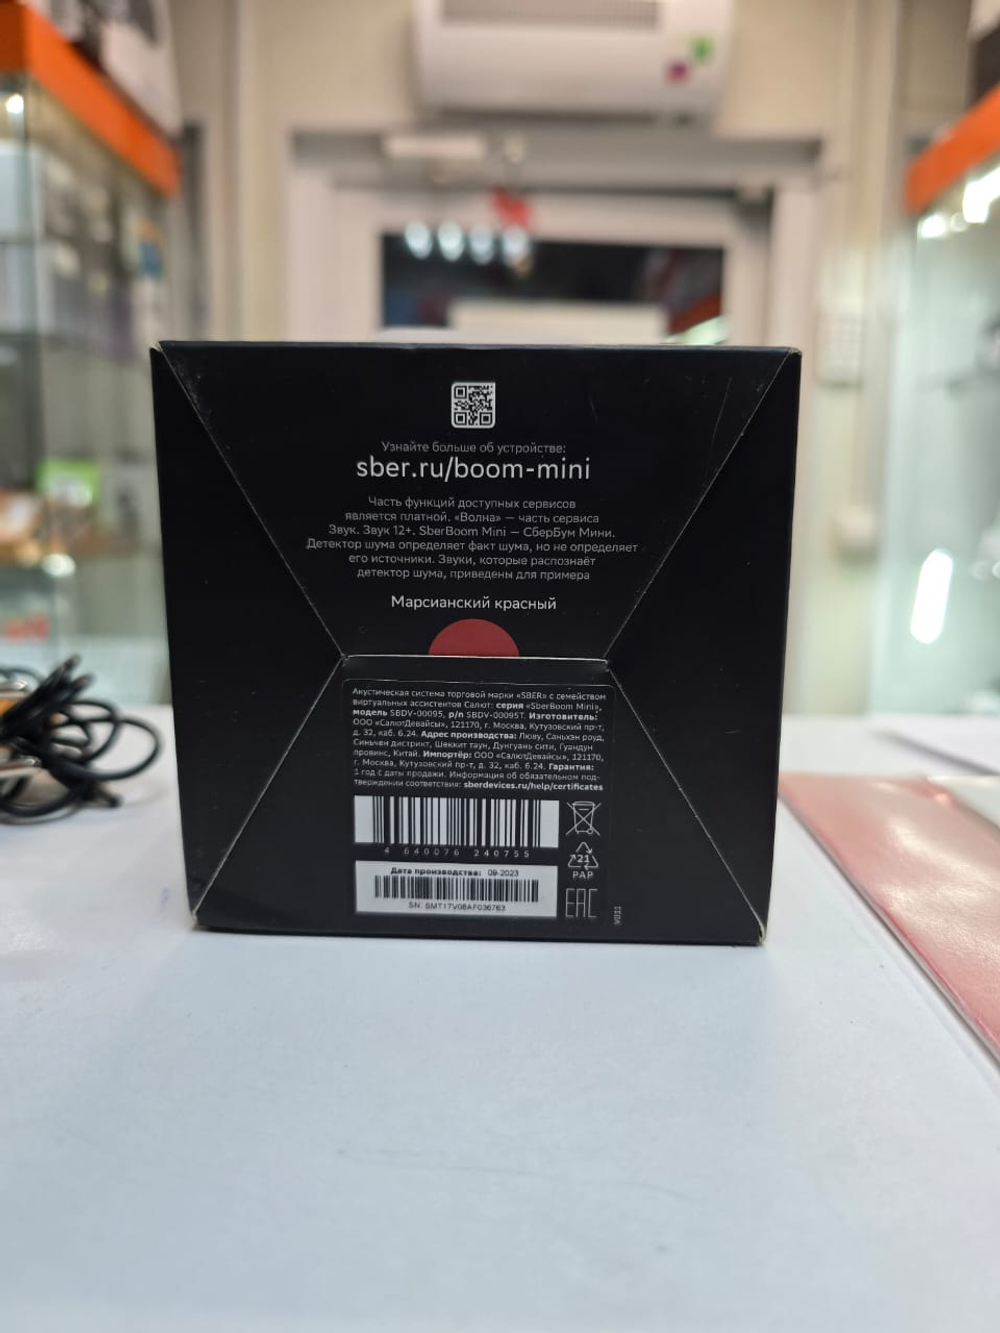 Узнайте больше об устройстве:
sber.ru/boom-mini
Часть функций доступных сервисов
является платной. «Волна» — часть сервиса
Звук. Звук 12+. SberBoom Mini — СберБум Мини.
Детектор шума определяет факт шума, но не определяет
его источники. Звуки, которые распознаёт
детектор шума, приведены для примера
Марсианский красный
Акустическая система торговой марки «SBER» с семейством
виртуальных ассистентов Салют: серия «SberBoom Mini»,
модель SBDV-00095, p/n SBDV-00095T. Изготовитель:
ООО «СалютДевайсы», 121170, г. Москва, Кутузовский пр-т,
д. 32, каб. 6.24. Адрес производства: Люву, Саньхэн роуд,
Синьчен дистрикт, Шеккит таун, Дунгуань сити, Гуандун
провинс, Китай. Импортёр: ООО «СалютДевайсы», 121170,
г. Москва, Кутузовский пр-т, д. 32, каб. 6.24. Гарантия:
1 год с даты продажи. Информация об обязательном под-
тверждении соответствия: sberdevices.ru/help/certificates
4 640076 240755
21
PAP
Дата производства: 09-2023
SN: SMT17V08AF036763
EAC